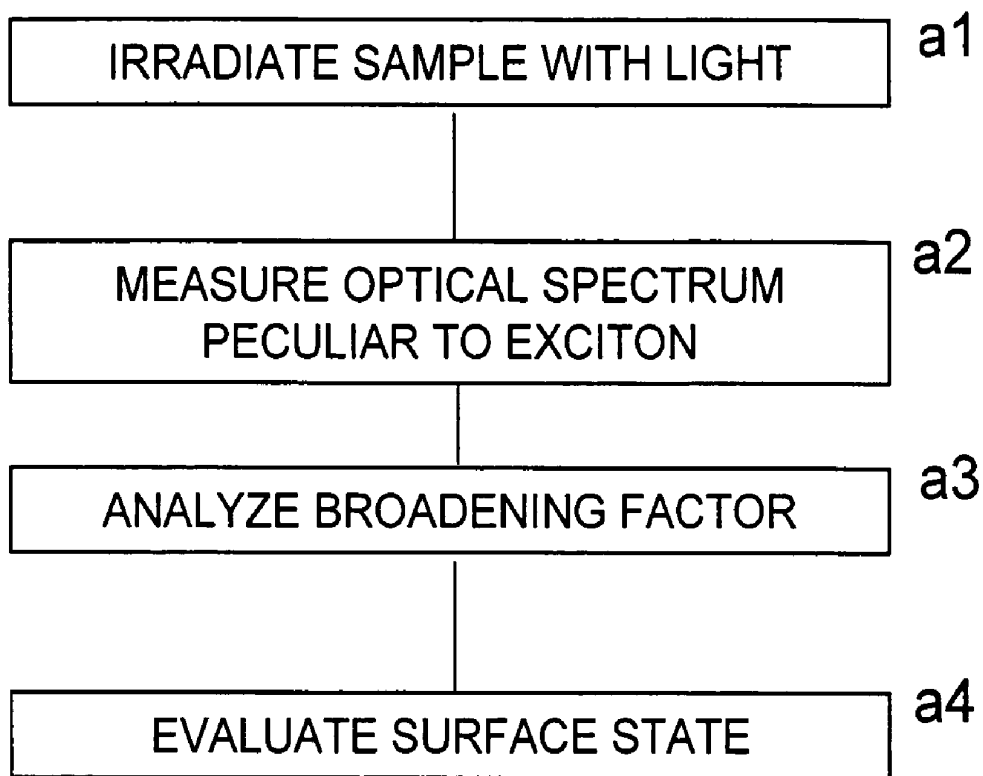 a1
IRRADIATE SAMPLE WITH LIGHT
a2
MEASURE OPTICAL SPECTRUM
PECULIAR TO EXCITON
a3
ANALYZE BROADENING FACTOR
a4
EVALUATE SURFACE STATE